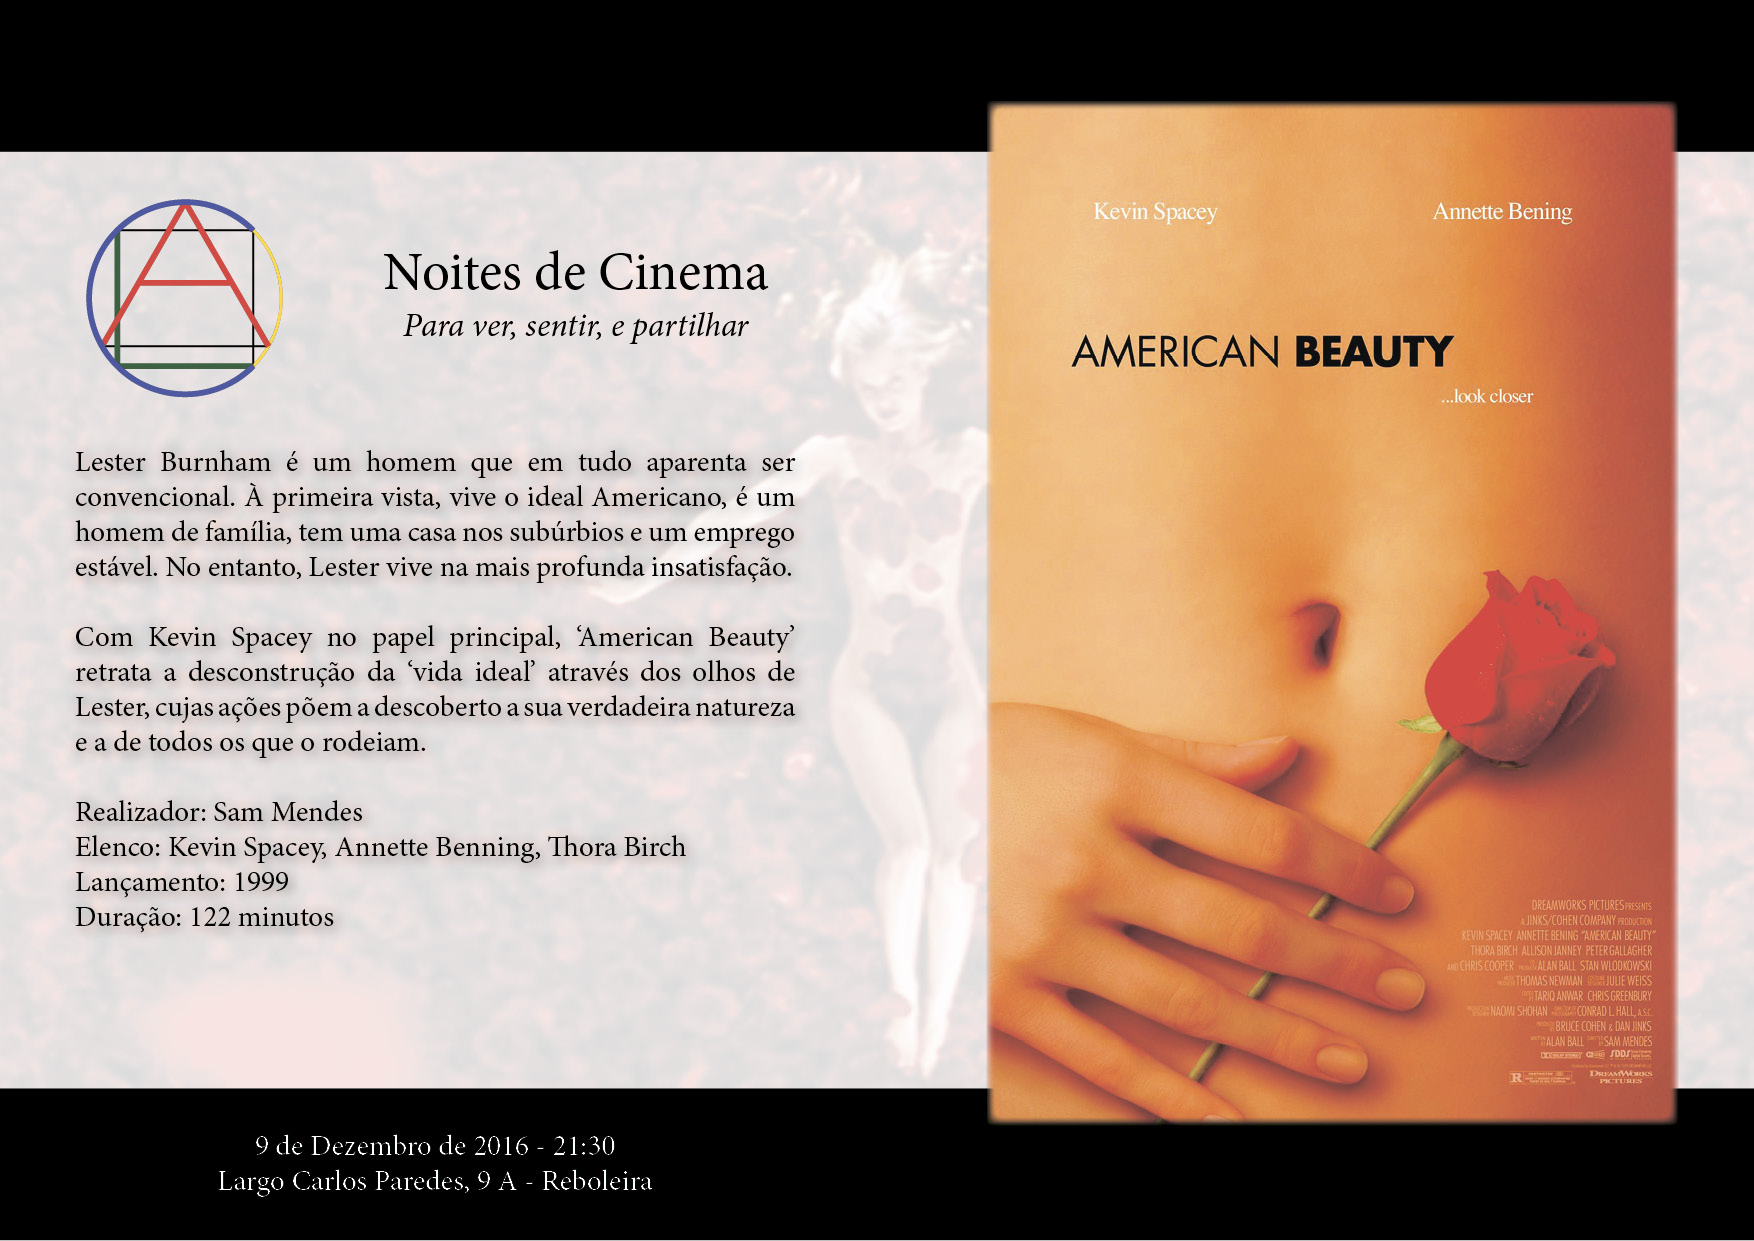 Noites de Cinema
Para ver, sentir, e partilhar
Lester Burnham é um homem que em tudo aparenta ser
convencional. À primeira vista, vive o ideal Americano, é um
homem de família, tem uma casa nos subúrbios e um emprego
estável. No entanto, Lester vive na mais profunda insatisfação.
Com Kevin Spacey no papel principal, ‘American Beauty’
retrata a desconstrução da ‘vida ideal’ através dos olhos de
Lester, cujas ações põem a descoberto a sua verdadeira natureza
e a de todos os que o rodeiam.
Realizador: Sam Mendes
Elenco: Kevin Spacey, Annette Benning, Thora Birch
Lançamento: 1999
Duração: 122 minutos
9 de Dezembro de 2016 - 21:30
Largo Carlos Paredes, 9 A - Reboleira
Kevin Spacey Annette Bening
AMERICAN BEAUTY
...look closer
DREAMWORKS PICTURES PRESENTS
A JINKS/COHEN COMPANY PRODUCTION
KEVIN SPACEY ANNETTE BENING "AMERICAN BEAUTY"
THORA BIRCH ALLISON JANNEY PETER GALLAGHER
AND CHRIS COOPER ALAN BALL STAN WLODKOWSKI
THOMAS NEWMAN JULIE WEISS
TARIQ ANWAR CHRIS GREENBURY
NAOMI SHOHAN CONRAD L. HALL, A.S.C.
BRUCE COHEN & DAN JINKS
ALAN BALL SAM MENDES
SDDS
R
DREAMWORKS
PICTURES